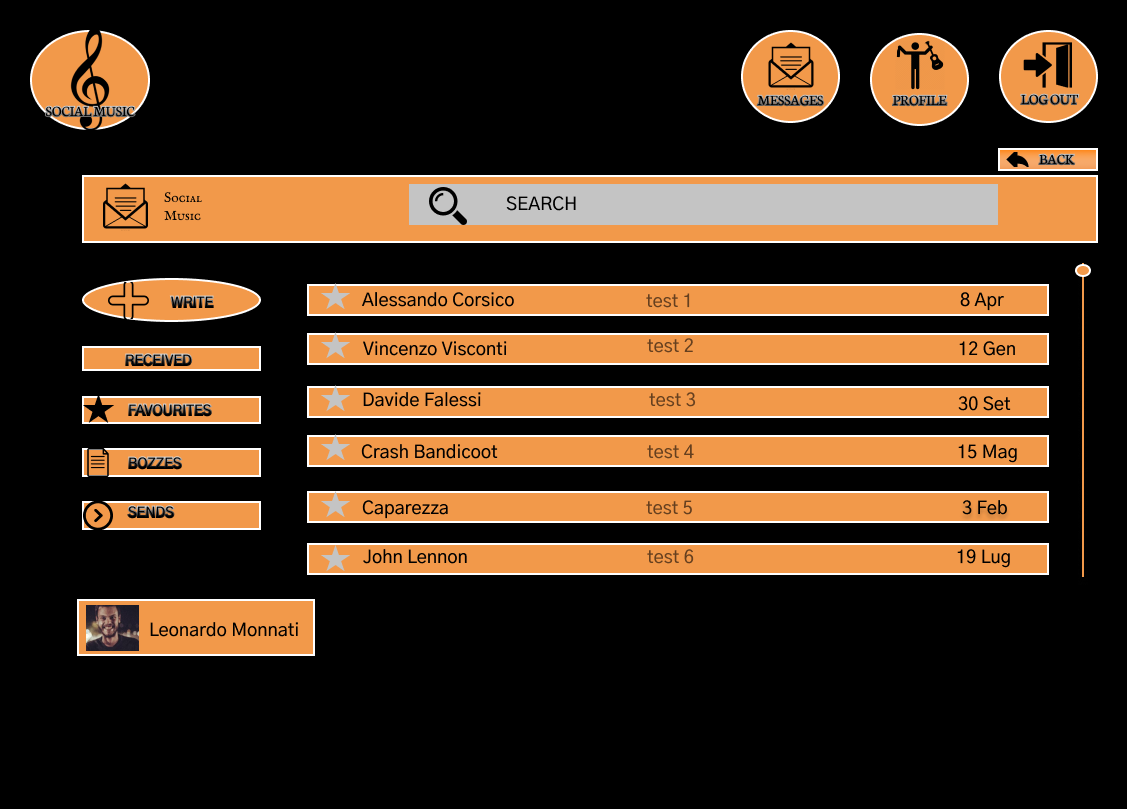 SOCIAL MUSIC
MESSAGES
PROFILE
LOG OUT
BACK
Social
Music
SEARCH
WRITE
RECEIVED
FAVOURITES
BOZZES
SENDS
Alessando Corsico test 1 8 Apr
Vincenzo Visconti test 2 12 Gen
Davide Falessi test 3 30 Set
Crash Bandicoot test 4 15 Mag
Caparezza test 5 3 Feb
John Lennon test 6 19 Lug
Leonardo Monnati